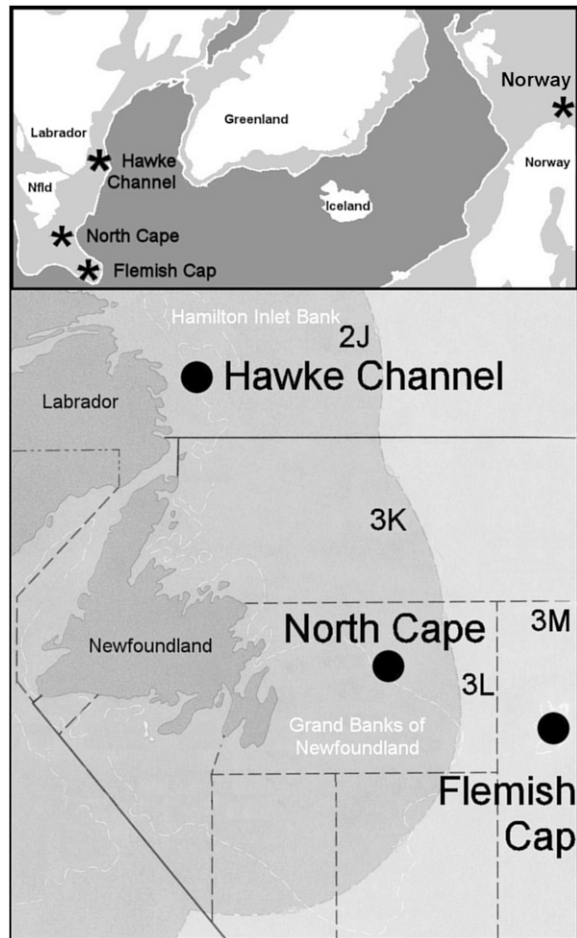 Norway
Labrador
Greenland
Hawke
Channel
Norway
Nfld
Iceland
North Cape
Flemish Cap
Hamilton Inlet Bank
2J
Hawke Channel
Labrador
3K
North Cape
3M
Newfoundland
3L
Grand Banks of
Newfoundland
Flemish
Cap